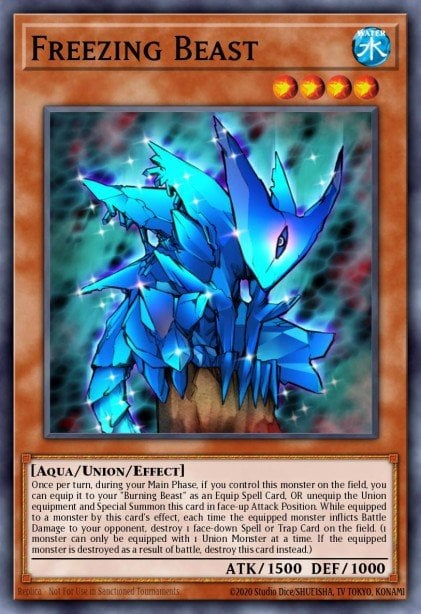 FREEZING BEAST
WATER
水
[AQUA/UNION/EFFECT]
Once per turn, during your Main Phase, if you control this monster on the field, you
can equip it to your "Burning Beast" as an Equip Spell Card, OR unequip the Union
equipment and Special Summon this card in face-up Attack Position. While equipped
to a monster by this card's effect, each time the equipped monster inflicts Battle
Damage to your opponent, destroy 1 face-down Spell or Trap Card on the field. (1
monster can only be equipped with 1 Union Monster at a time. If the equipped
monster is destroyed as a result of battle, destroy this card instead.)
ATK/1500 DEF/1000
Replica - Not For Use in Sanctioned Tournaments
©2020 Studio Dice/SHUEISHA, TV TOKYO, KONAMI